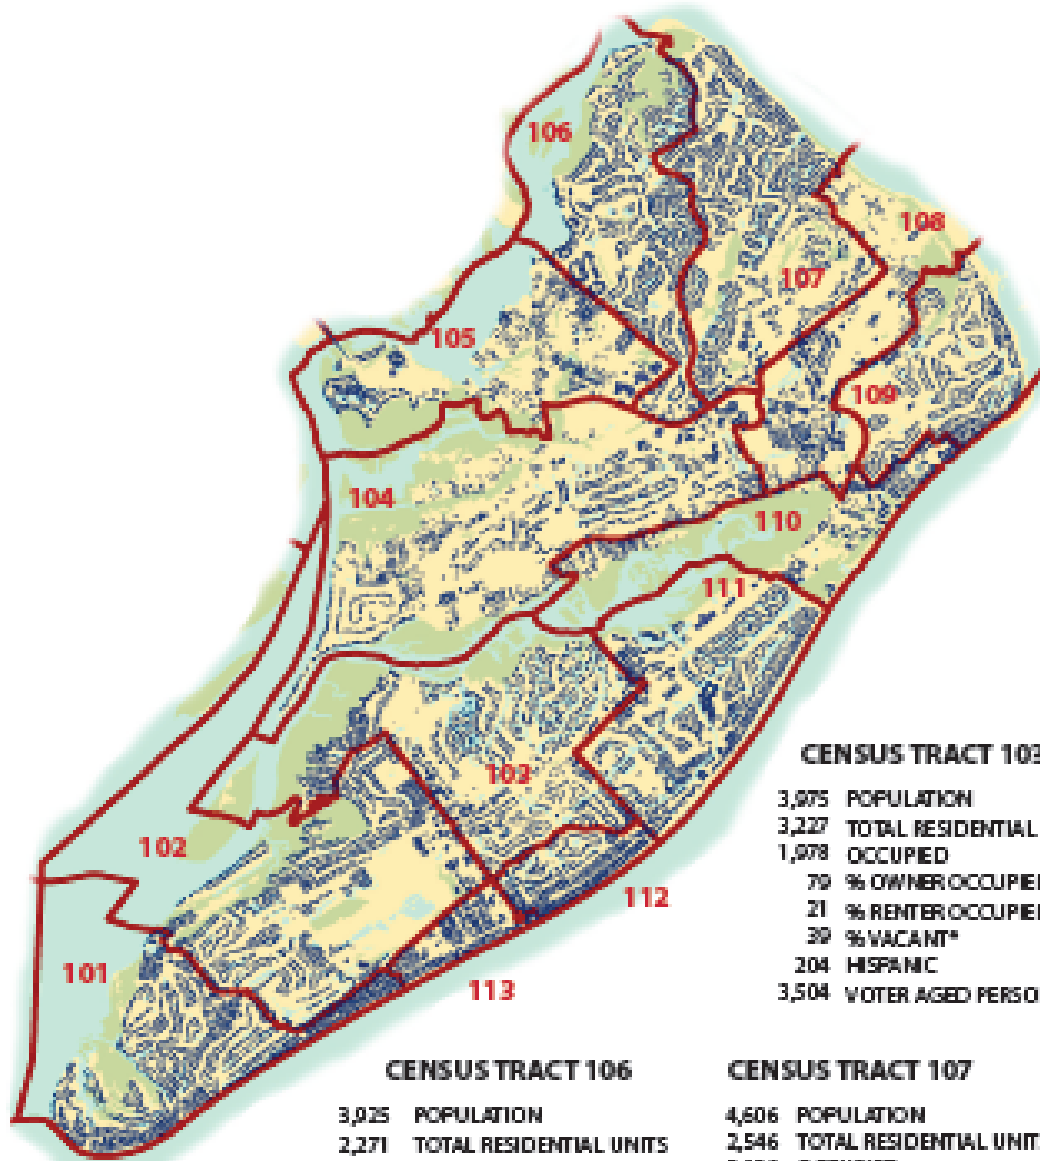 106
108
107
105
109
104
110
111
103
102
112
101
113
CENSUS TRACT 103
3,975 POPULATION
3,227 TOTAL RESIDENTIAL
1,978 OCCUPIED
79 % OWNER OCCUPIED
21 % RENTER OCCUPIED
39 % VACANT*
204 HISPANIC
3,504 VOTER AGED PERSO
CENSUS TRACT 106
3,925 POPULATION
2,271 TOTAL RESIDENTIAL UNITS
CENSUS TRACT 107
4,606 POPULATION
2,546 TOTAL RESIDENTIAL UNIT